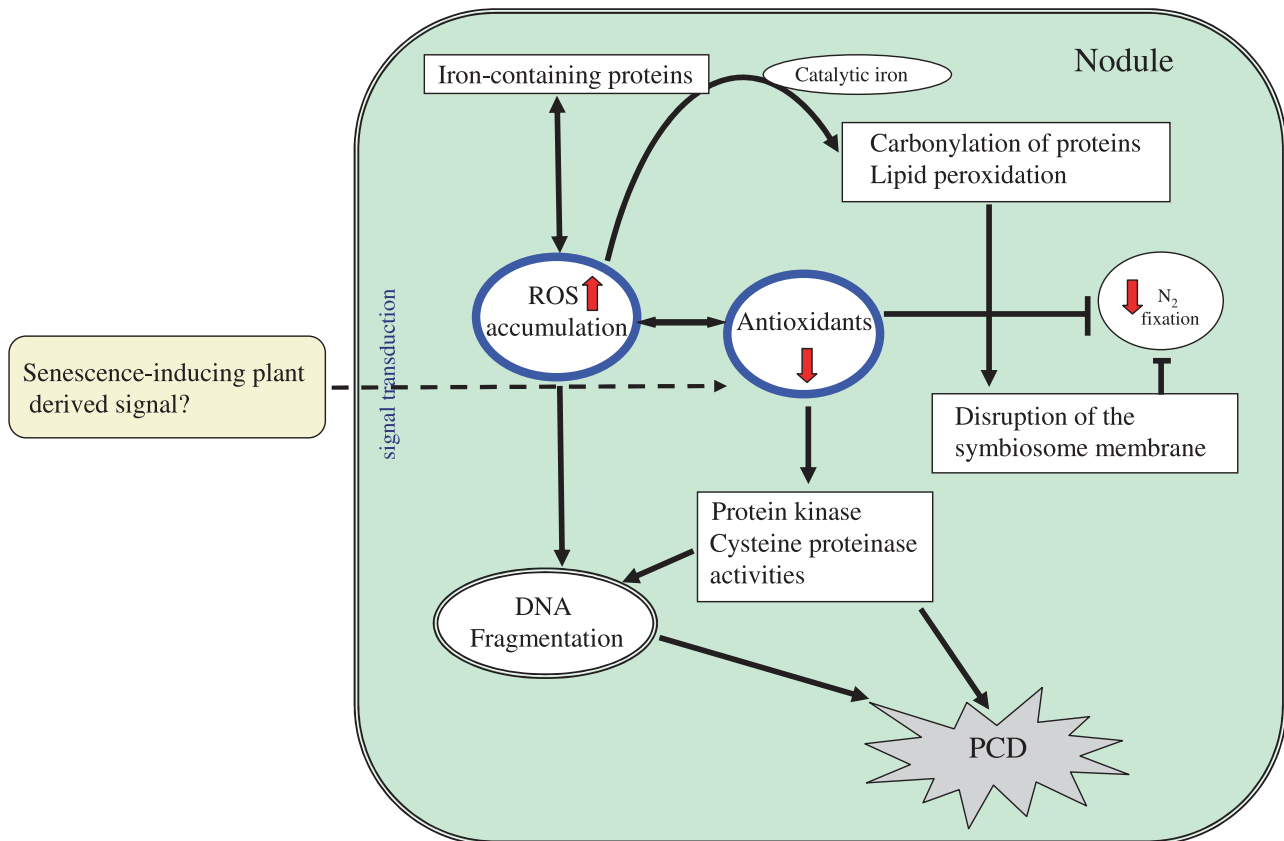 Nodule
Iron-containing proteins
Catalytic iron
Carbonylation of proteins
Lipid peroxidation
ROS
accumulation
Antioxidants
N2
fixation
signal transduction
Senescence-inducing plant
derived signal?
Disruption of the
symbiosome membrane
Protein kinase
Cysteine proteinase
activities
DNA
Fragmentation
PCD